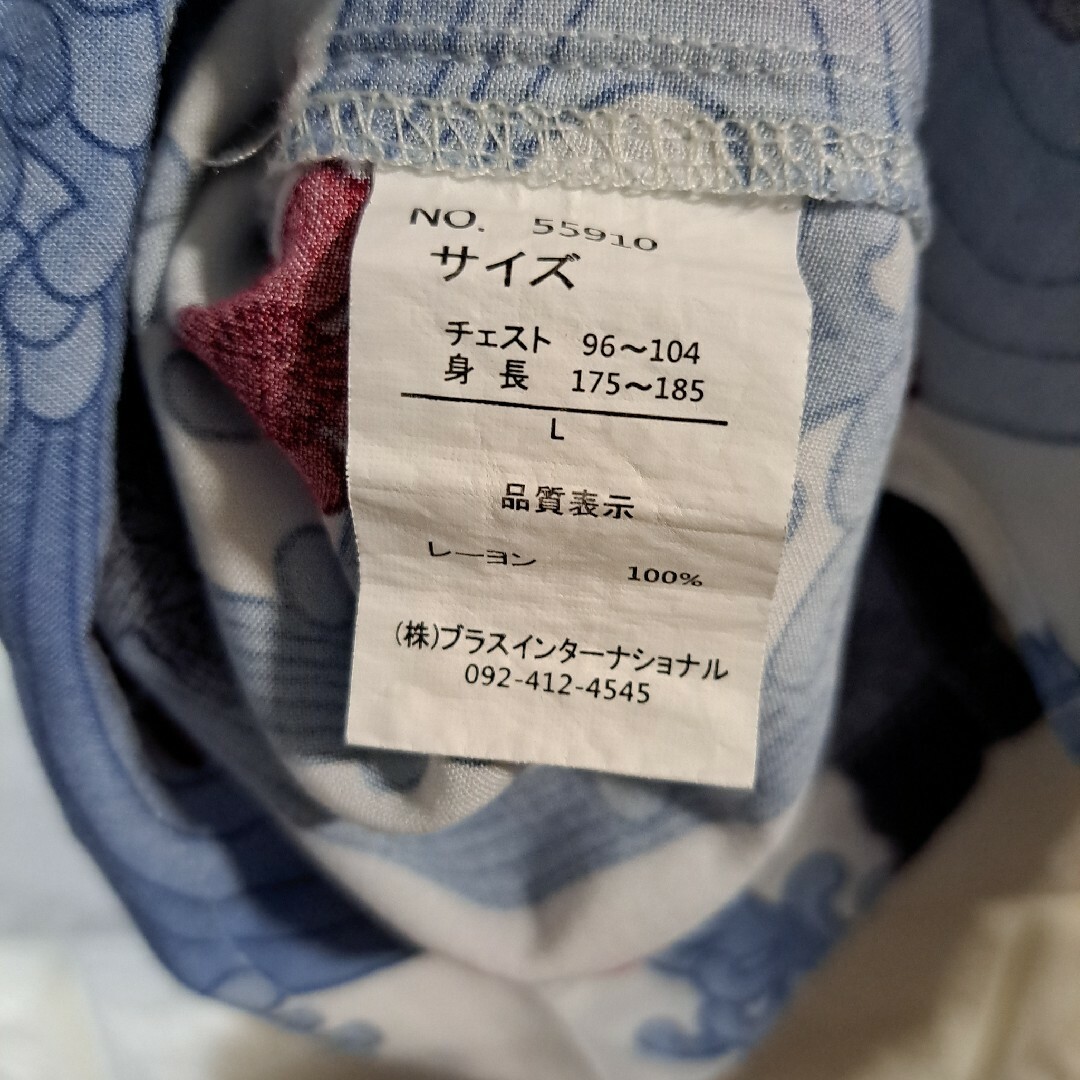 NO. 55910
サイズ
チェスト 96～104
身 長 175～185
L
品質表示
レーヨン 100%
(株)ブラスインターナショナル
092-412-4545